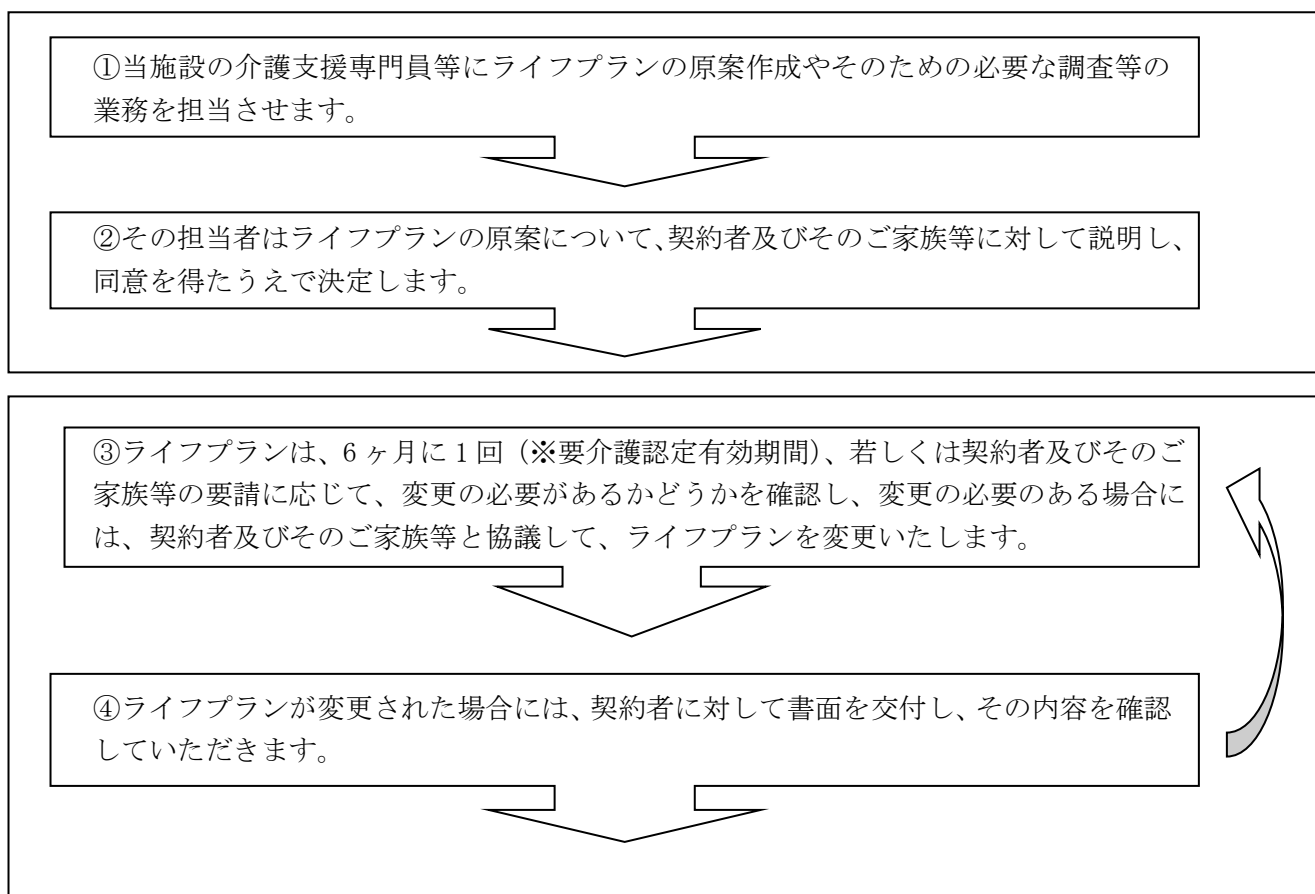 ①当施設の介護支援専門員等にライフプランの原案作成やそのための必要な調査等の
業務を担当させます。
②その担当者はライフプランの原案について、契約者及びそのご家族等に対して説明し、
同意を得たうえで決定します。
③ライフプランは、6 ヶ月に 1 回（※要介護認定有効期間）、若しくは契約者及びそのご
家族等の要請に応じて、変更の必要があるかどうかを確認し、変更の必要のある場合に
は、契約者及びそのご家族等と協議して、ライフプランを変更いたします。
④ライフプランが変更された場合には、契約者に対して書面を交付し、その内容を確認
していただきます。